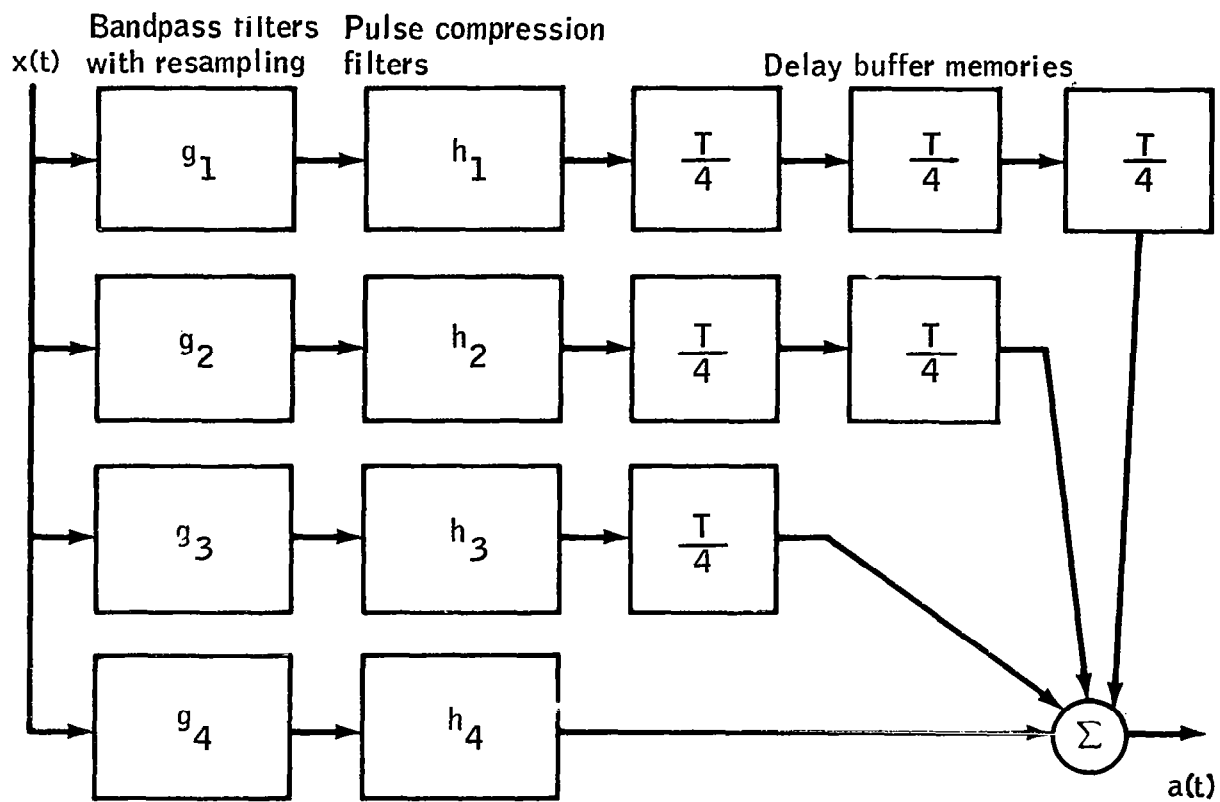 Bandpass filters
with resampling
Pulse compression
filters
x(t)
Delay buffer memories
g1
h1
T
4
T
4
T
4
g2
h2
T
4
T
4
g3
h3
T
4
g4
h4
Σ
a(t)